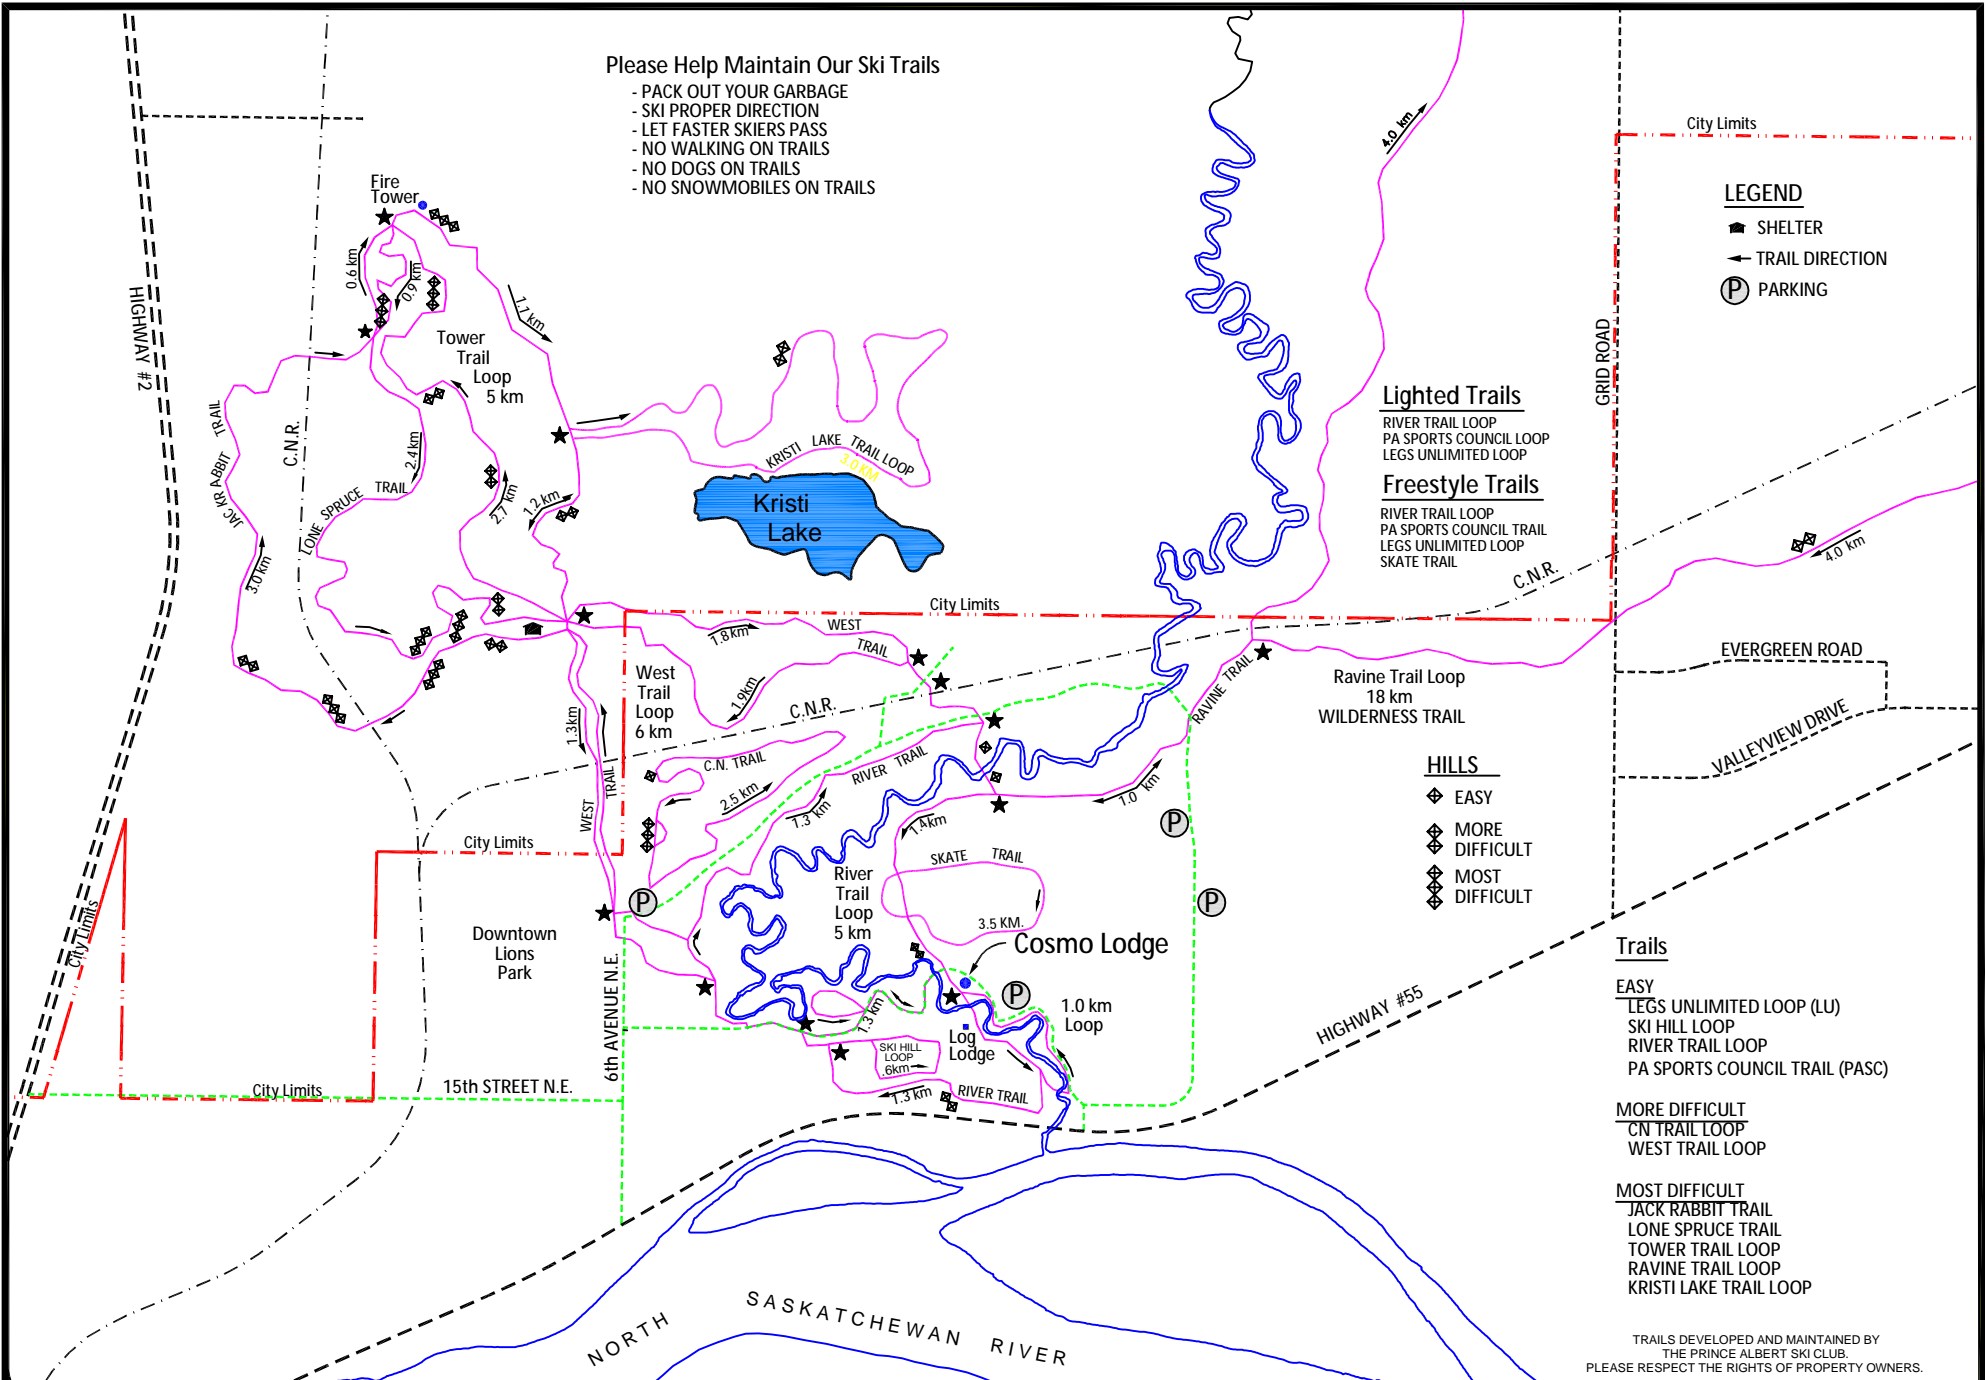 Please Help Maintain Our Ski Trails
- PACK OUT YOUR GARBAGE
- SKI PROPER DIRECTION
- LET FASTER SKIERS PASS
- NO WALKING ON TRAILS
- NO DOGS ON TRAILS
- NO SNOWMOBILES ON TRAILS
4.0 km
City Limits
LEGEND
SHELTER
TRAIL DIRECTION
P PARKING
Fire
Tower
0.6 km
0.9 km
1.7 km
HIGHWAY #2
Tower
Trail
Loop
5 km
C.N.R.
JACK RABBIT TRAIL
3.0 km
LONE SPRUCE TRAIL
2.4km
2.7 km
1.2 km
KRISTI LAKE TRAIL LOOP
3.0 KM
Kristi
Lake
GRID ROAD
Lighted Trails
RIVER TRAIL LOOP
PA SPORTS COUNCIL LOOP
LEGS UNLIMITED LOOP
Freestyle Trails
RIVER TRAIL LOOP
PA SPORTS COUNCIL TRAIL
LEGS UNLIMITED LOOP
SKATE TRAIL
C.N.R.
4.0 km
City Limits
1.8km
WEST
TRAIL
West
Trail
Loop
6 km
1.9km
C.N.R.
1.3km
WEST TRAIL
C.N. TRAIL
2.5 km
RIVER TRAIL
1.3 km
RAVINE TRAIL
Ravine Trail Loop
18 km
WILDERNESS TRAIL
EVERGREEN ROAD
VALLEYVIEW DRIVE
1.0 km
1.4km
P
SKATE TRAIL
3.5 KM.
HILLS
EASY
MORE
DIFFICULT
MOST
DIFFICULT
City Limits
City Limits
River
Trail
Loop
5 km
P
P
Downtown
Lions
Park
Cosmo Lodge
P
1.0 km
Loop
6th AVENUE N.E.
1.3 km
Log
Lodge
SKI HILL
LOOP
.6km
1.3 km
RIVER TRAIL
City Limits
15th STREET N.E.
HIGHWAY #55
Trails
EASY
LEGS UNLIMITED LOOP (LU)
SKI HILL LOOP
RIVER TRAIL LOOP
PA SPORTS COUNCIL TRAIL (PASC)
MORE DIFFICULT
CN TRAIL LOOP
WEST TRAIL LOOP
MOST DIFFICULT
JACK RABBIT TRAIL
LONE SPRUCE TRAIL
TOWER TRAIL LOOP
RAVINE TRAIL LOOP
KRISTI LAKE TRAIL LOOP
NORTH SASKATCHEWAN RIVER
TRAILS DEVELOPED AND MAINTAINED BY
THE PRINCE ALBERT SKI CLUB.
PLEASE RESPECT THE RIGHTS OF PROPERTY OWNERS.